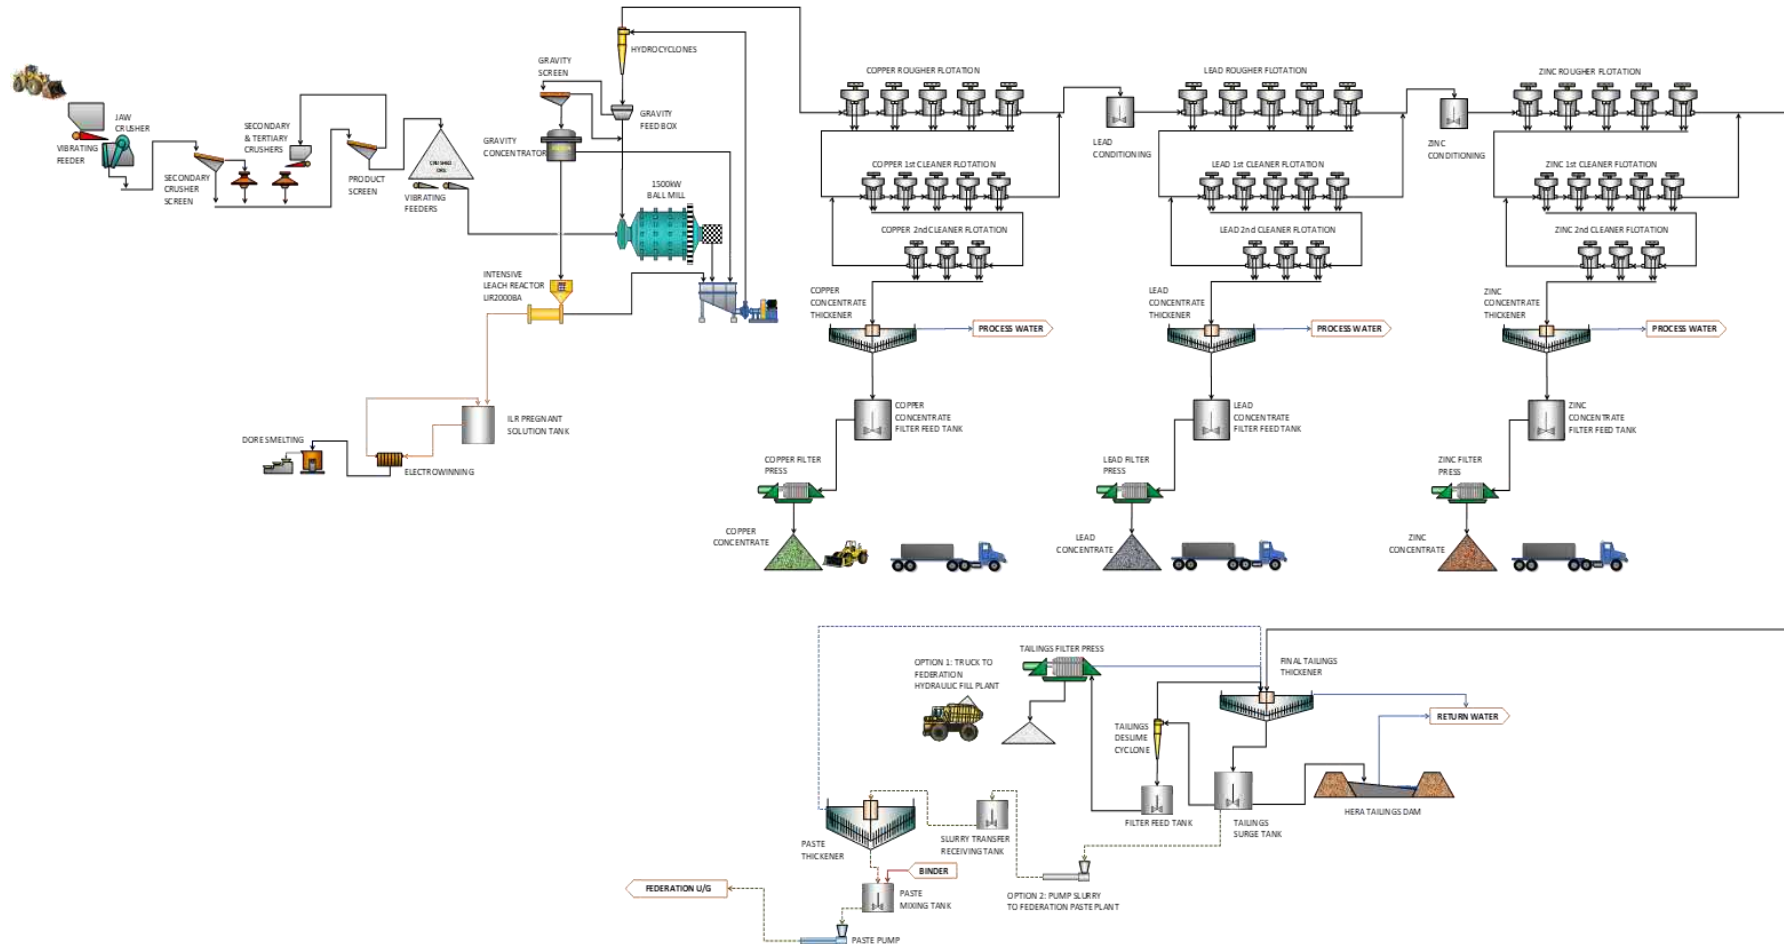 HYDROCYCLONES
GRAVITY
SCREEN
GRAVITY
FEED BOX
GRAVITY
CONCENTRATOR
JAW
CRUSHER
VIBRATING
FEEDER
SECONDARY
& TERTIARY
CRUSHERS
SECONDARY
CRUSHER
SCREEN
PRODUCT
SCREEN
CRUSHED
ORE
VIBRATING
FEEDERS
1500kW
BALL MILL
INTENSIVE
LEACH REACTOR
LIR2000BA
ILR PREGNANT
SOLUTION TANK
DORE SMELTING
ELECTROWINNING
COPPER ROUGHER FLOTATION
COPPER 1st CLEANER FLOTATION
COPPER 2nd CLEANER FLOTATION
COPPER
CONCENTRATE
THICKENER
PROCESS WATER
COPPER
CONCENTRATE
FILTER FEED TANK
COPPER FILTER
PRESS
COPPER
CONCENTRATE
LEAD
CONDITIONING
LEAD ROUGHER FLOTATION
LEAD 1st CLEANER FLOTATION
LEAD 2nd CLEANER FLOTATION
LEAD
CONCENTRATE
THICKENER
PROCESS WATER
LEAD
CONCENTRATE
FILTER FEED TANK
LEAD FILTER
PRESS
LEAD
CONCENTRATE
ZINC
CONDITIONING
ZINC ROUGHER FLOTATION
ZINC 1st CLEANER FLOTATION
ZINC 2nd CLEANER FLOTATION
ZINC
CONCENTRATE
THICKENER
PROCESS WATER
ZINC
CONCENTRATE
FILTER FEED TANK
ZINC FILTER
PRESS
ZINC
CONCENTRATE
TAILINGS FILTER PRESS
OPTION 1: TRUCK TO
FEDERATION
HYDRAULIC FILL PLANT
FINAL TAILINGS
THICKENER
RETURN WATER
TAILINGS
DESLIME
CYCLONE
FILTER FEED TANK
TAILINGS
SURGE TANK
HERA TAILINGS DAM
SLURRY TRANSFER
RECEIVING TANK
PASTE
THICKENER
BINDER
OPTION 2: PUMP SLURRY
TO FEDERATION PASTE PLANT
FEDERATION U/G
PASTE
MIXING TANK
PASTE PUMP